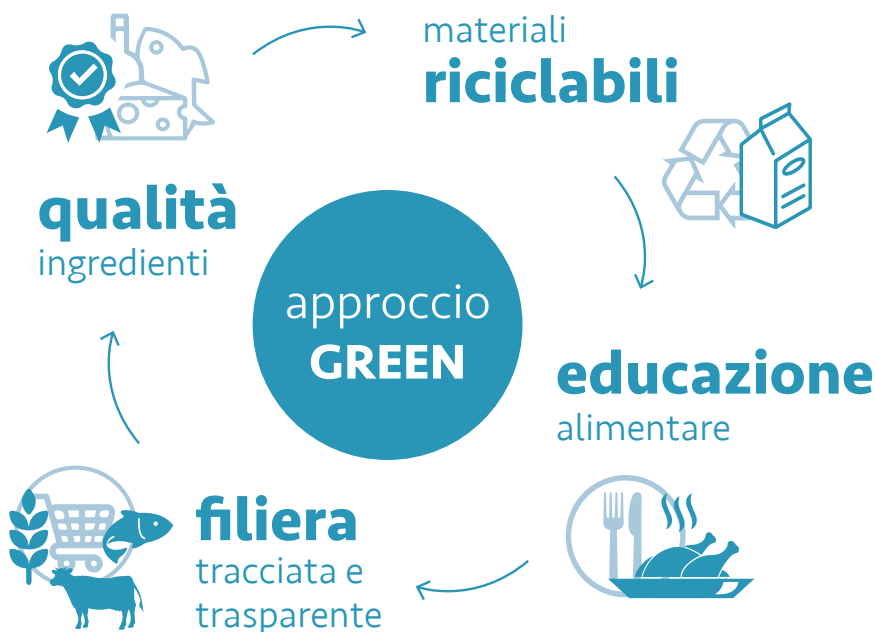 materiali
riciclabili
qualità
ingredienti
approccio
GREEN
educazione
alimentare
filiera
tracciata e
trasparente